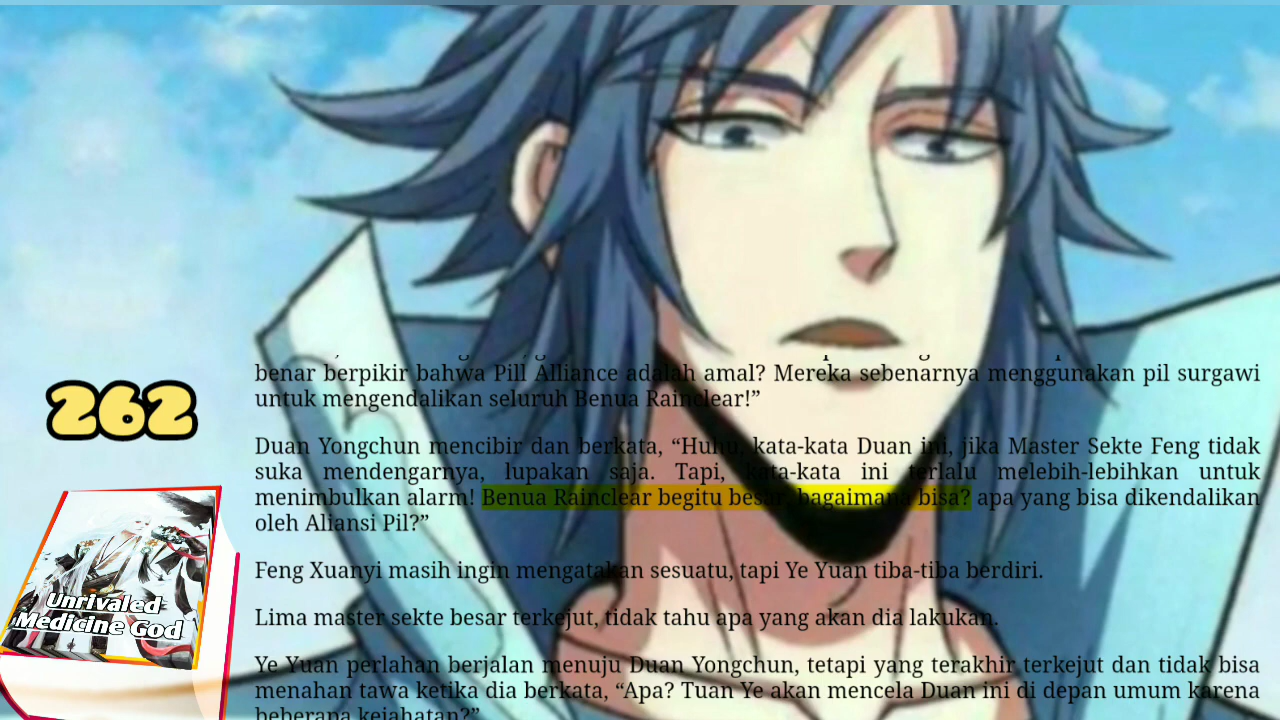 benar berpikir bahwa Pill Alliance adalah amal? Mereka sebenarnya menggunakan pil surgawi
untuk mengendalikan seluruh Benua Rainclear!”
262
Duan Yongchun mencibir dan berkata, “Huhu, kata-kata Duan ini, jika Master Sekte Feng tidak
suka mendengarnya, lupakan saja. Tapi, kata-kata ini terlalu melebih-lebihkan untuk
menimbulkan alarm! Benua Rainclear begitu besar, bagaimana bisa? apa yang bisa dikendalikan
oleh Aliansi Pil?”
Feng Xuanyi masih ingin mengatakan sesuatu, tapi Ye Yuan tiba-tiba berdiri.
Lima master sekte besar terkejut, tidak tahu apa yang akan dia lakukan.
Unrivaled
Medicine God
Ye Yuan perlahan berjalan menuju Duan Yongchun, tetapi yang terakhir terkejut dan tidak bisa
menahan tawa ketika dia berkata, “Apa? Tuan Ye akan mencela Duan ini di depan umum karena
beberapa kejahatan?”